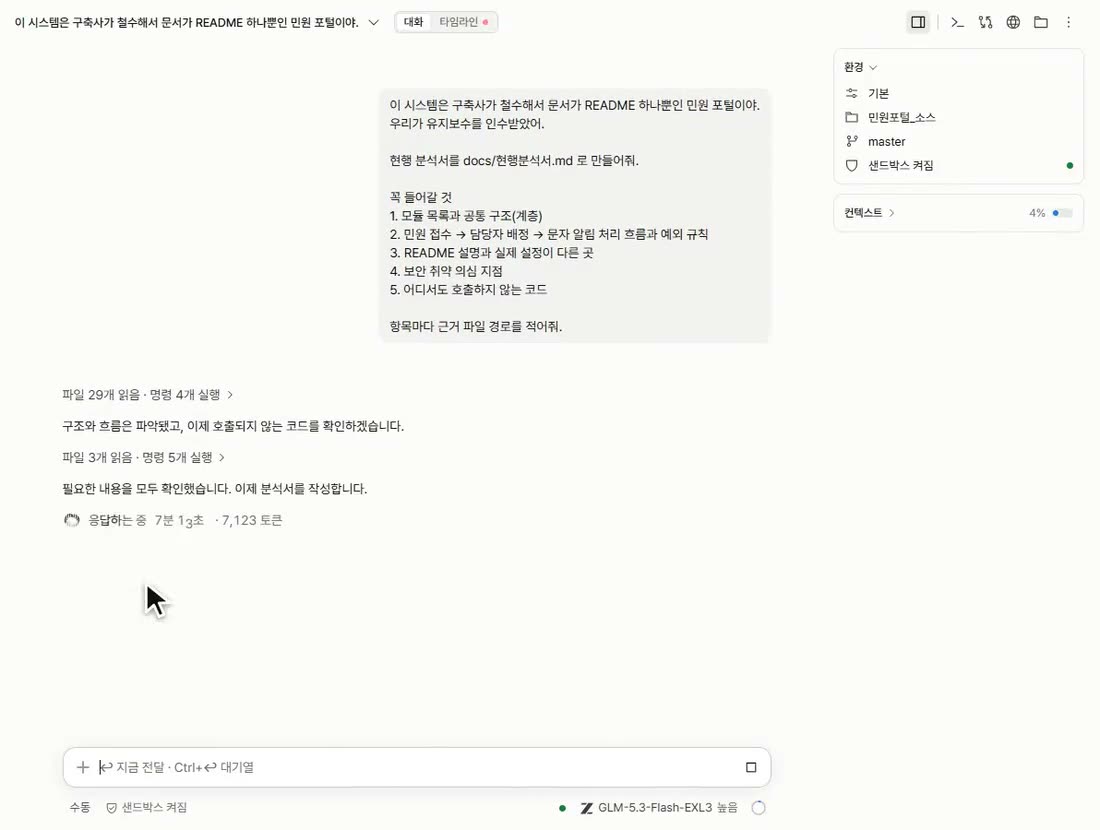 이 시스템은 구축사가 철수해서 문서가 README 하나뿐인 민원 포털이야.
대화 타임라인
이 시스템은 구축사가 철수해서 문서가 README 하나뿐인 민원 포털이야.
우리가 유지보수를 인수받았어.
현행 분석서를 docs/현행분석서.md 로 만들어줘.
꼭 들어갈 것
1. 모듈 목록과 공통 구조(계층)
2. 민원 접수 → 담당자 배정 → 문자 알림 처리 흐름과 예외 규칙
3. README 설명과 실제 설정이 다른 곳
4. 보안 취약 의심 지점
5. 어디서도 호출하지 않는 코드
항목마다 근거 파일 경로를 적어줘.
환경
기본
민원포털_소스
master
샌드박스 켜짐
컨텍스트 4%
파일 29개 읽음 · 명령 4개 실행
구조와 흐름은 파악됐고, 이제 호출되지 않는 코드를 확인하겠습니다.
파일 3개 읽음 · 명령 5개 실행
필요한 내용을 모두 확인했습니다. 이제 분석서를 작성합니다.
응답하는 중 7분 13초 · 7,123 토큰
↩ 지금 전달 · Ctrl+↩ 대기열
수동 샌드박스 켜짐 GLM-5.3-Flash-EXL3 높음